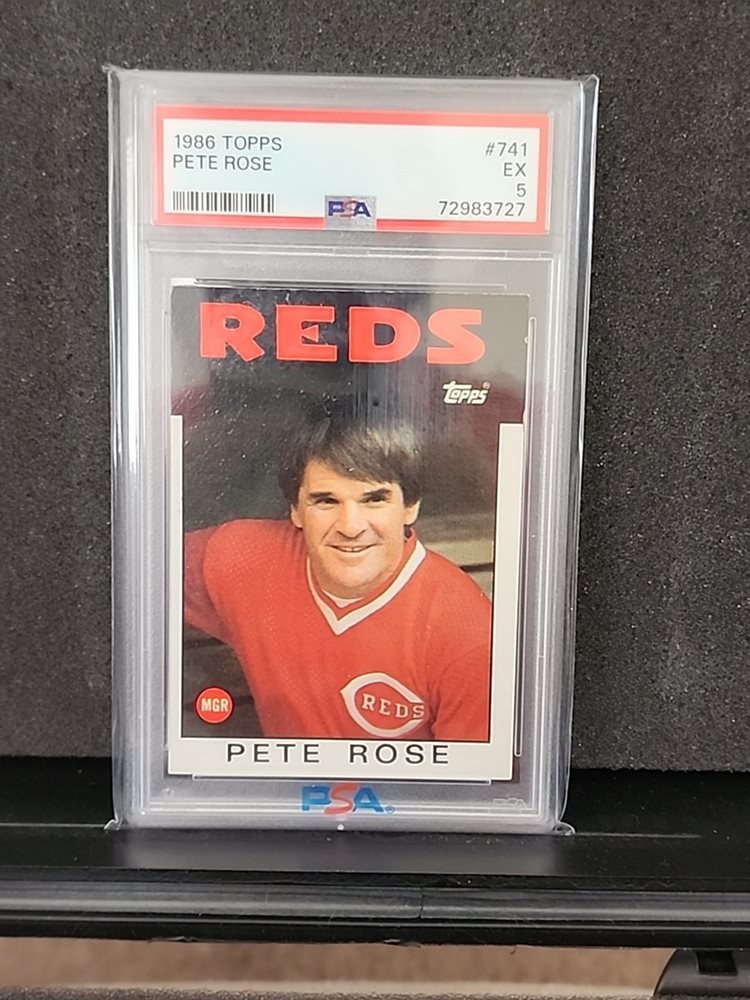 1986 TOPPS #741
PETE ROSE EX
5
PSA 72983727
REDS
topps®
REDS
MGR
PETE ROSE
PSA®